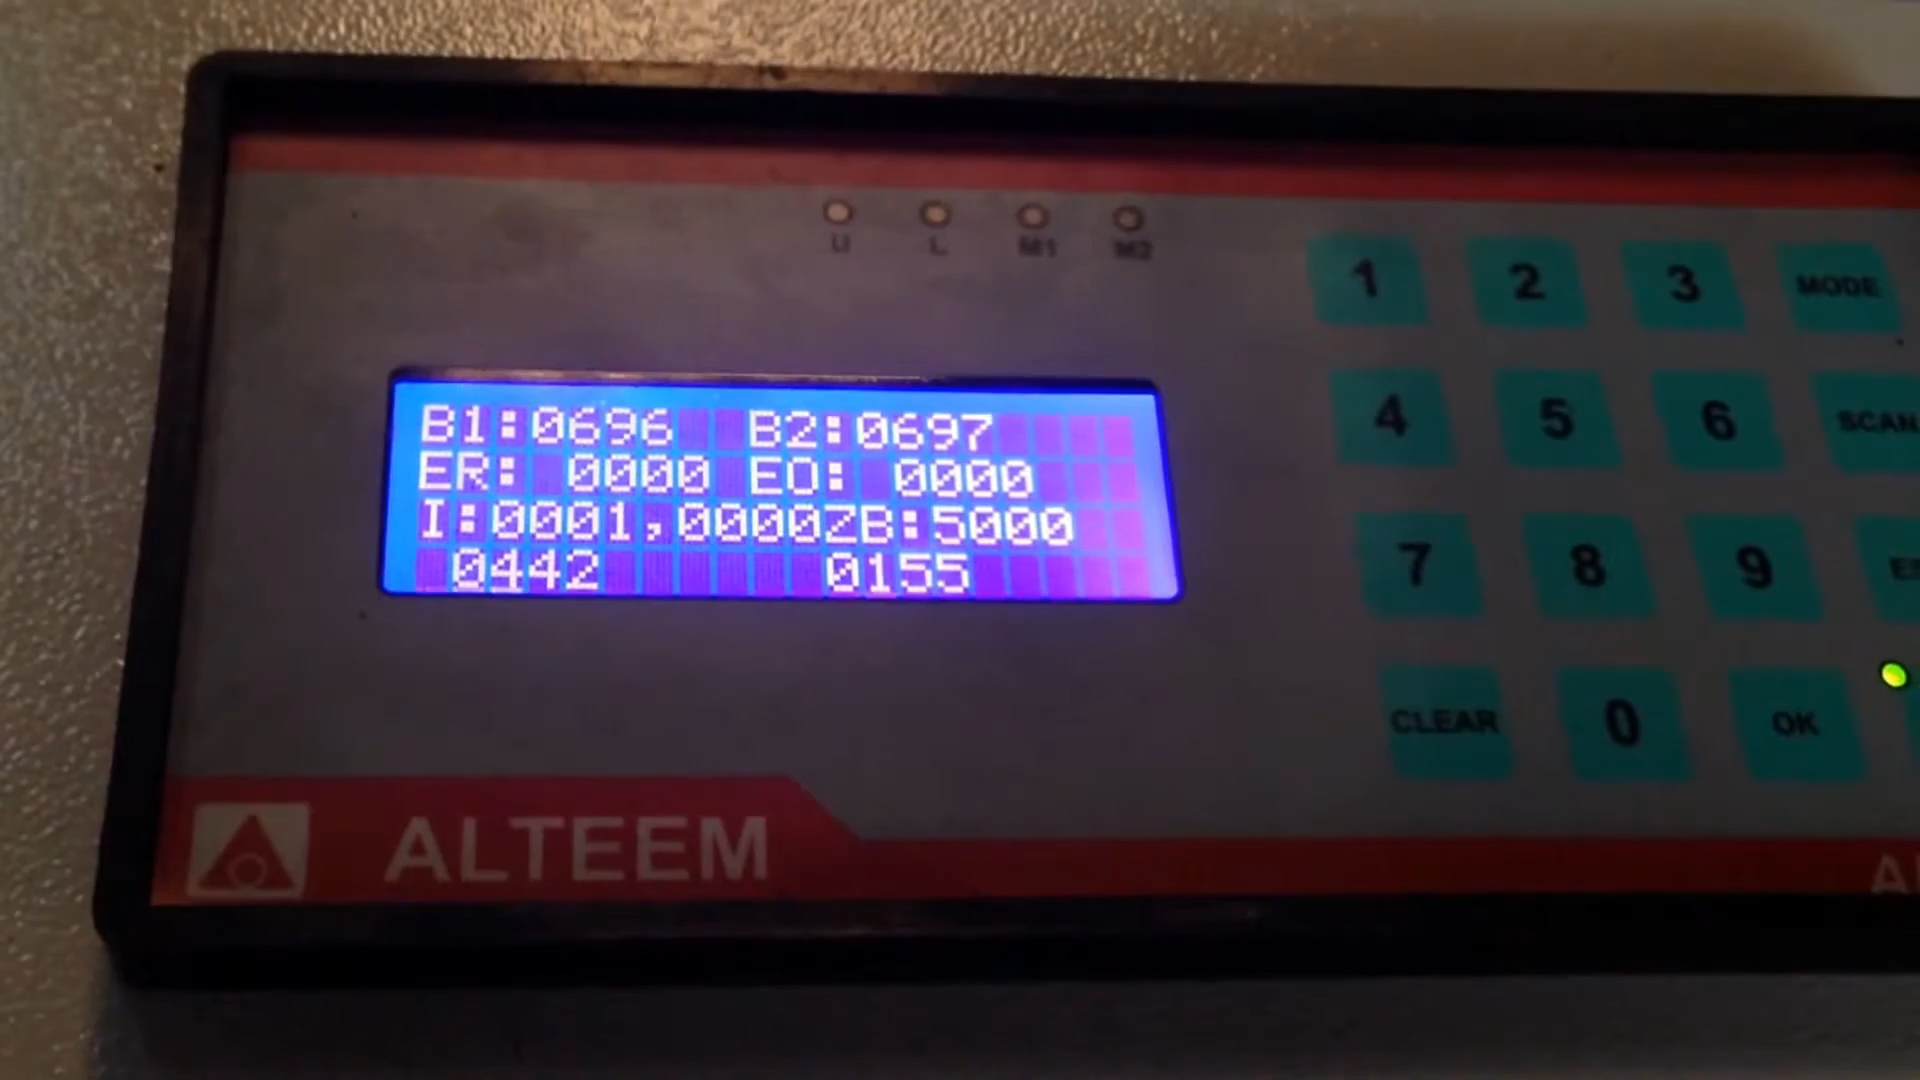 U L M1 M2
B1:0696 B2:0697
ER: 0000 EO: 0000
I:0001,0000ZB:5000
0442 0155
1 2 3 MODE
4 5 6 SCAN
7 8 9
CLEAR 0 OK
ALTEEM